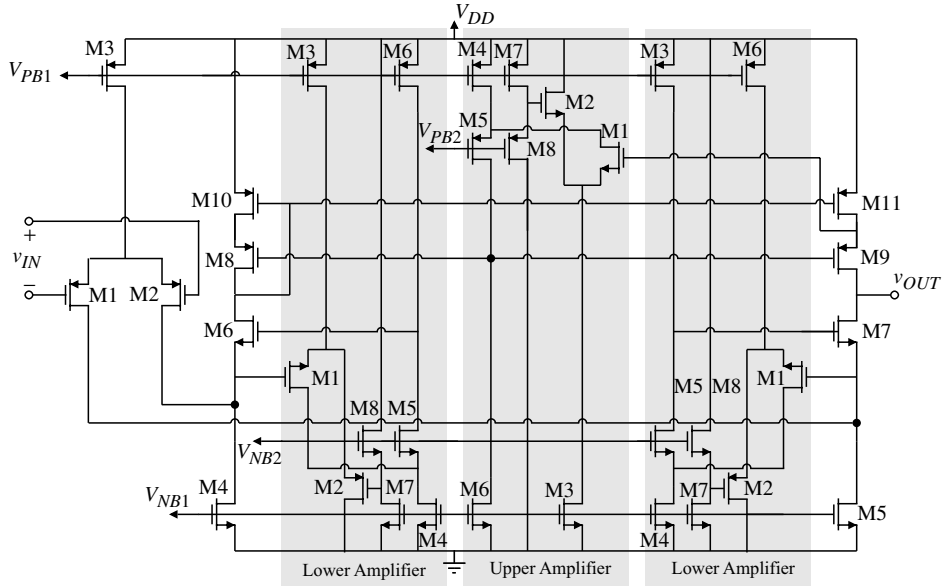 V_DD
M3 M3 M6 M4 M7 M3 M6
V_PB1
M2
M5 M1
V_PB2
M8
M10 M11
+
v_IN M8 M9
− M1 M2 v_OUT
M6 M7
M1 M5 M8 M1
M8 M5
V_NB2
M4 M2 M7 M6 M3 M7 M2
V_NB1 M5
M4 M4
Lower Amplifier Upper Amplifier Lower Amplifier